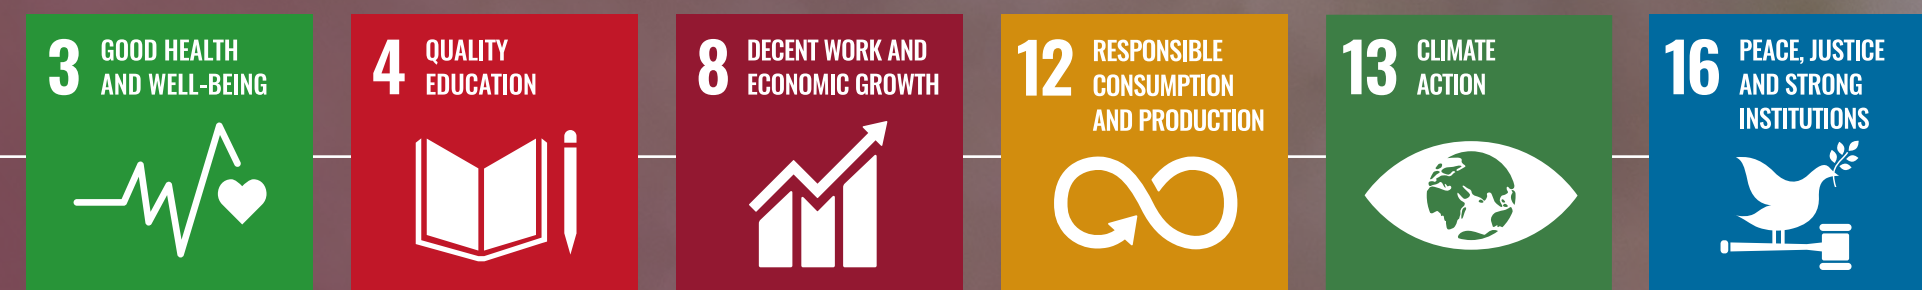 3 GOOD HEALTH
AND WELL-BEING
4 QUALITY
EDUCATION
8 DECENT WORK AND
ECONOMIC GROWTH
12 RESPONSIBLE
CONSUMPTION
AND PRODUCTION
13 CLIMATE
ACTION
16 PEACE, JUSTICE
AND STRONG
INSTITUTIONS